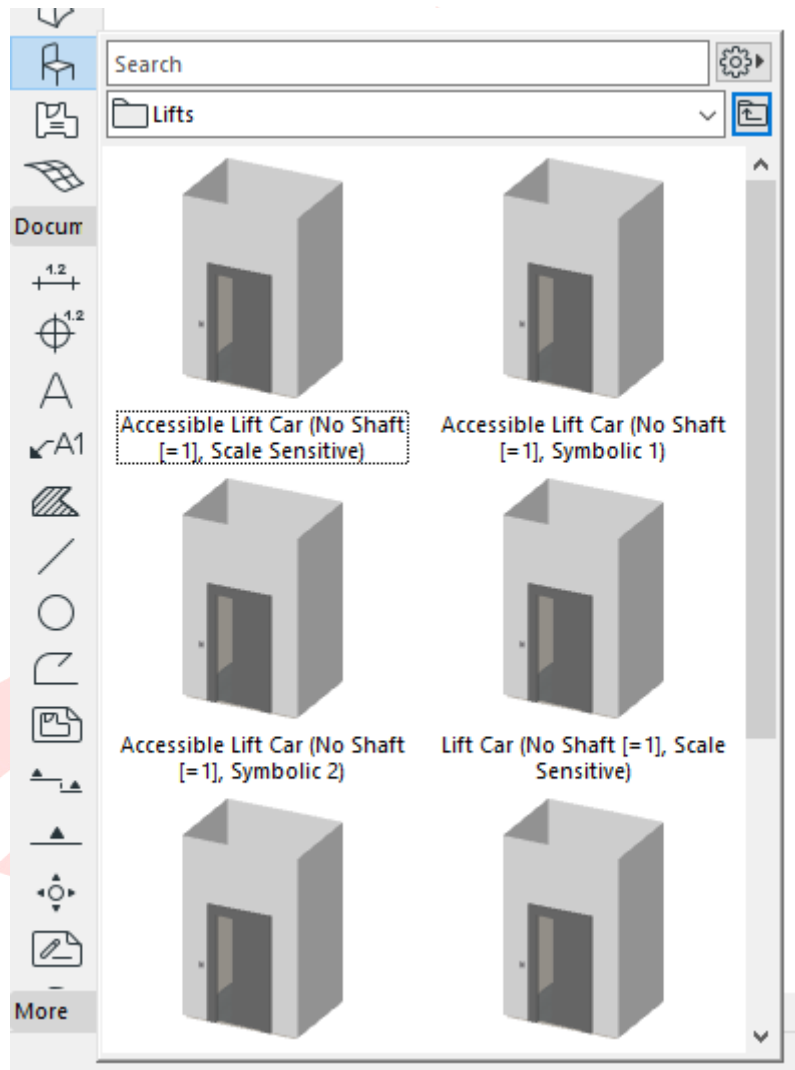 Search
Lifts
Docum
1.2
1.2
A
A1
Accessible Lift Car (No Shaft
[=1], Scale Sensitive)
Accessible Lift Car (No Shaft
[=1], Symbolic 1)
Accessible Lift Car (No Shaft
[=1], Symbolic 2)
Lift Car (No Shaft [=1], Scale
Sensitive)
More